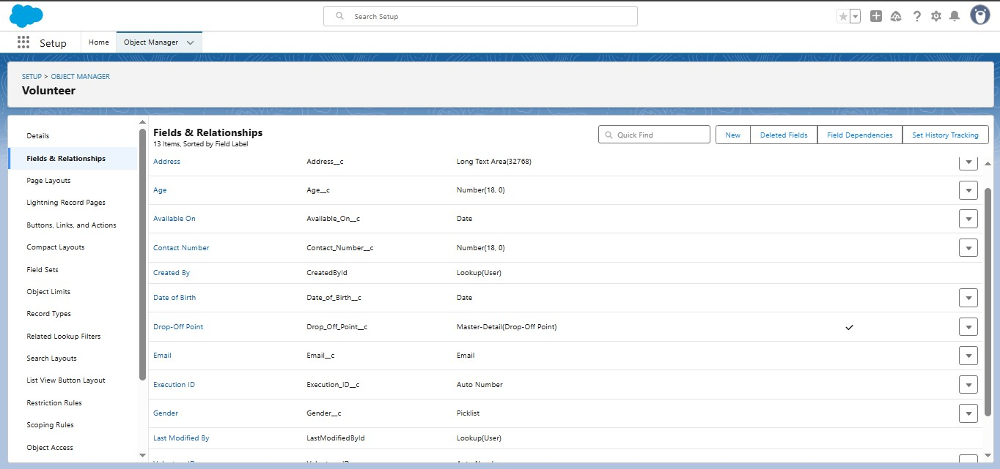 Search Setup
Setup
Home
Object Manager
SETUP > OBJECT MANAGER
Volunteer
Details
Fields & Relationships
Page Layouts
Lightning Record Pages
Buttons, Links, and Actions
Compact Layouts
Field Sets
Object Limits
Record Types
Related Lookup Filters
Search Layouts
List View Button Layout
Restriction Rules
Scoping Rules
Object Access
Fields & Relationships
13 Items, Sorted by Field Label
Quick Find
New
Deleted Fields
Field Dependencies
Set History Tracking
Address Address__c Long Text Area(32768)
Age Age__c Number(18, 0)
Available On Available_On__c Date
Contact Number Contact_Number__c Number(18, 0)
Created By CreatedById Lookup(User)
Date of Birth Date_of_Birth__c Date
Drop-Off Point Drop_Off_Point__c Master-Detail(Drop-Off Point)
Email Email__c Email
Execution ID Execution_ID__c Auto Number
Gender Gender__c Picklist
Last Modified By LastModifiedById Lookup(User)